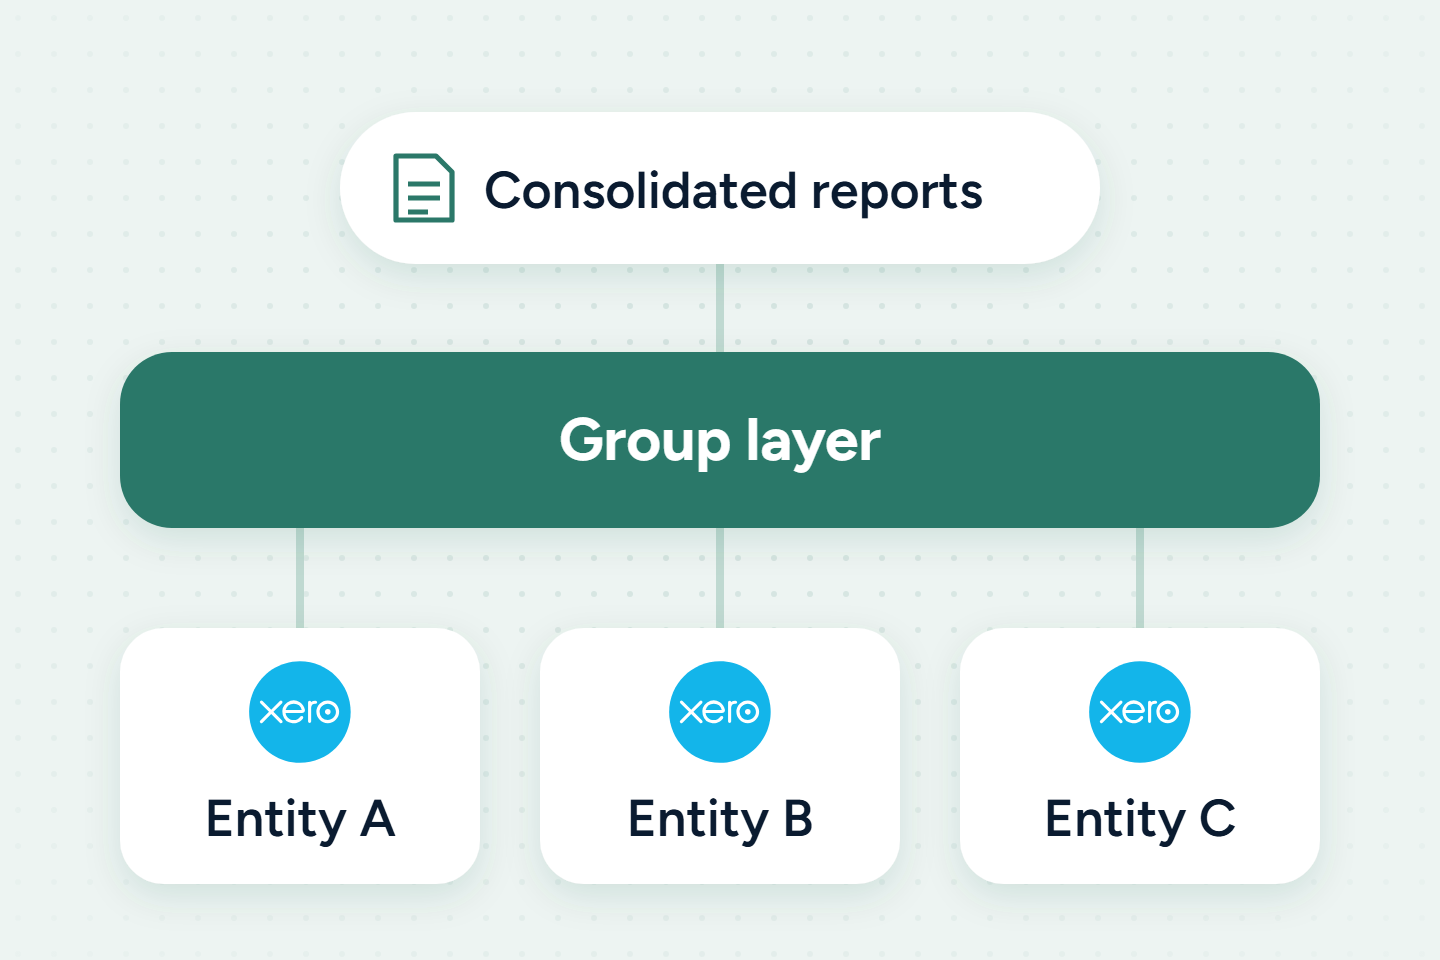 Consolidated reports
Group layer
xero
xero
xero
Entity A
Entity B
Entity C